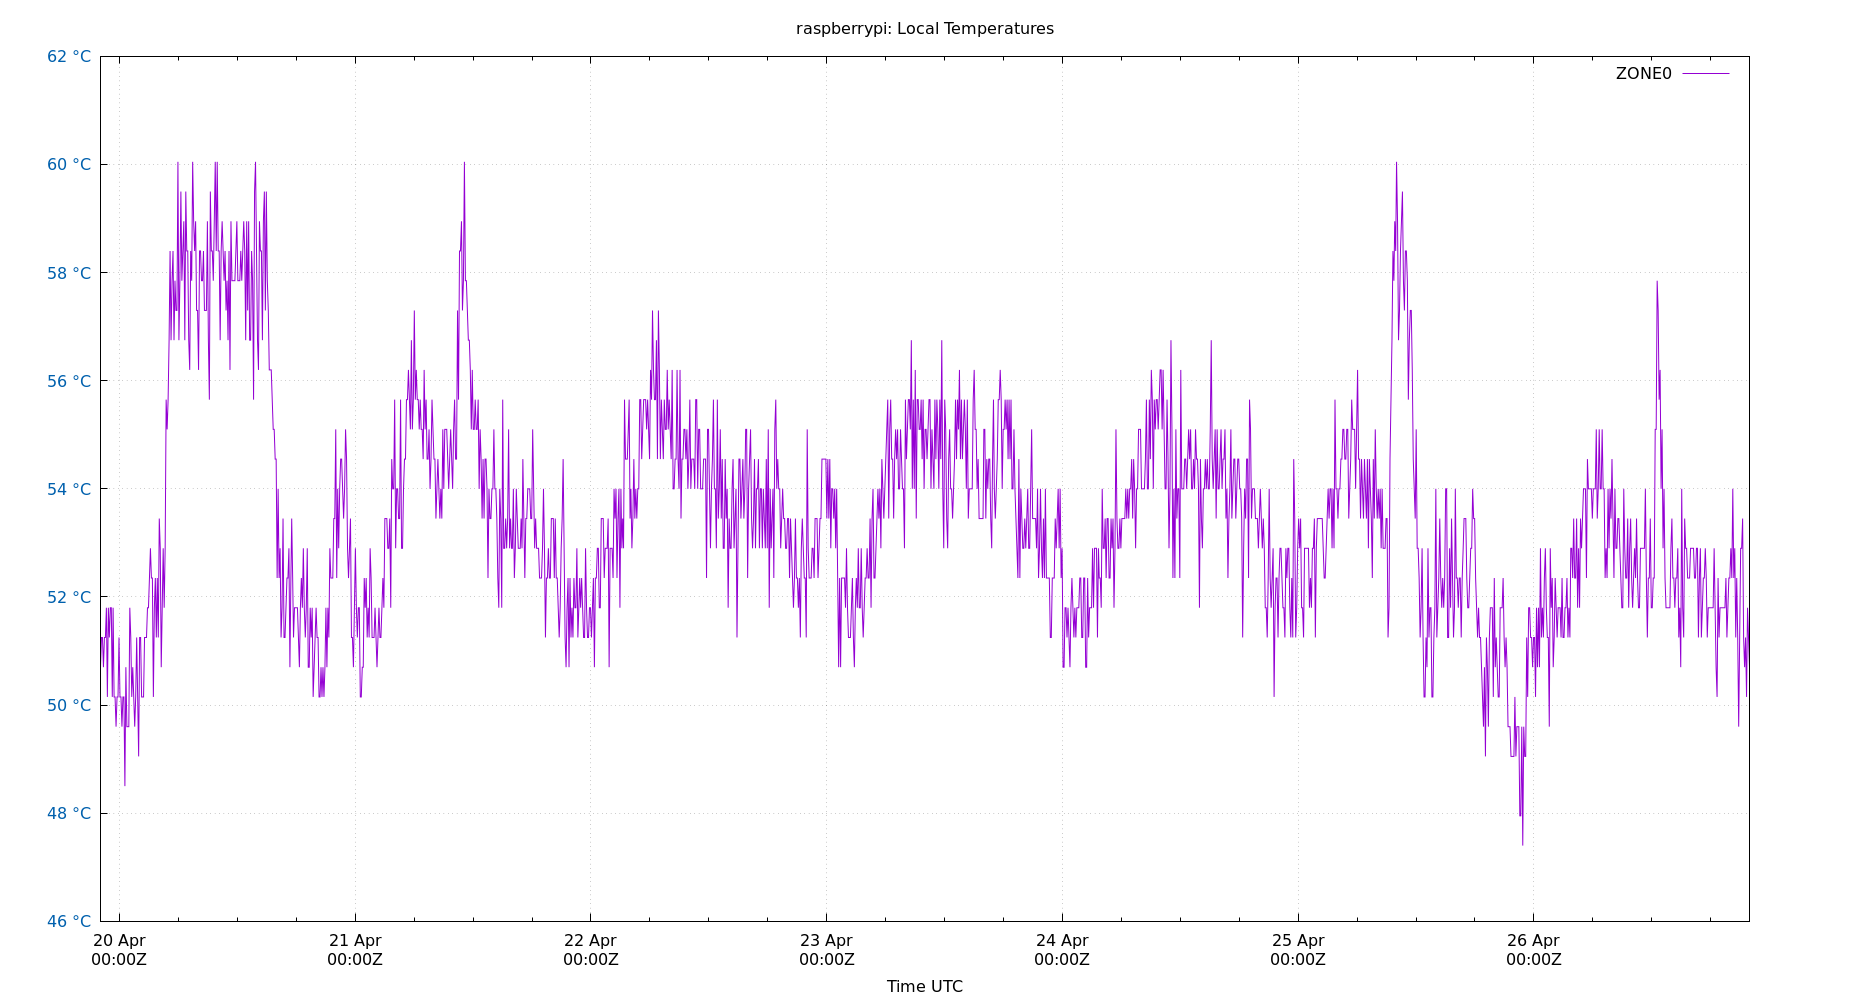 raspberrypi: Local Temperatures
62 °C
ZONE0
60 °C
58 °C
56 °C
54 °C
52 °C
50 °C
48 °C
46 °C
20 Apr 21 Apr 22 Apr 23 Apr 24 Apr 25 Apr 26 Apr
00:00Z 00:00Z 00:00Z 00:00Z 00:00Z 00:00Z 00:00Z
Time UTC